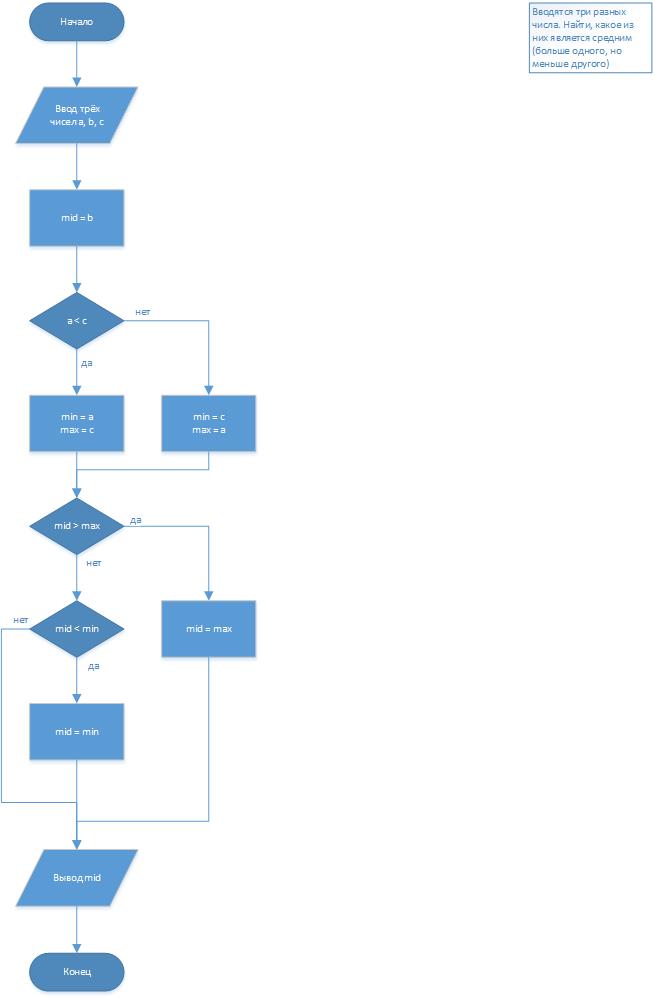 Начало
Вводятся три разных
числа. Найти, какое из
них является средним
(больше одного, но
меньше другого)
Ввод трёх
чисел a, b, c
mid = b
a < c
нет
да
min = a
max = c
min = c
max = a
mid > max
да
нет
нет
mid < min
mid = max
да
mid = min
Вывод mid
Конец